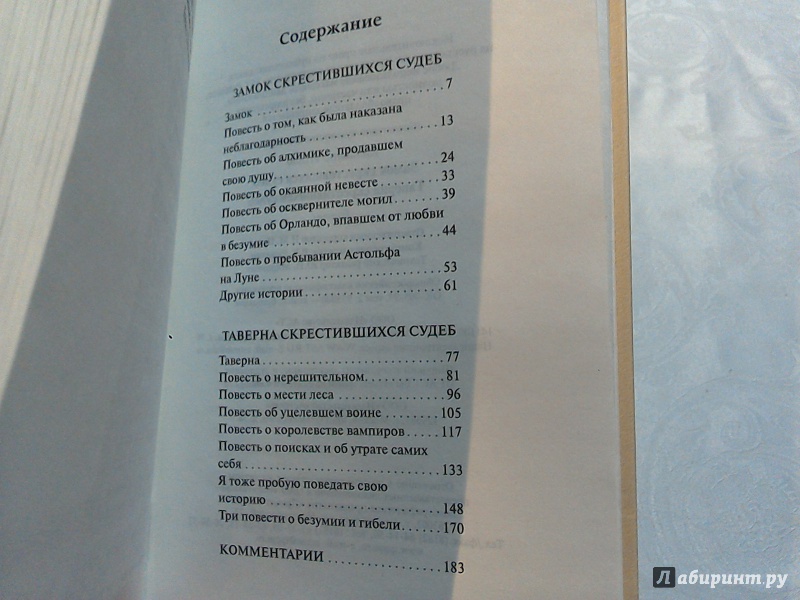 Содержание
ЗАМОК СКРЕСТИВШИХСЯ СУДЕБ
Замок . . . . . . . . . . . . . . . . . . . . . . . . . . . 7
Повесть о том, как была наказана
неблагодарность . . . . . . . . . . . . . . . . . . 13
Повесть об алхимике, продавшем
свою душу. . . . . . . . . . . . . . . . . . . . . . . 24
Повесть об окаянной невесте . . . . . . . . . 33
Повесть об осквернителе могил . . . . . . . 39
Повесть об Орландо, впавшем от любви
в безумие . . . . . . . . . . . . . . . . . . . . . . . 44
Повесть о пребывании Астольфа
на Луне . . . . . . . . . . . . . . . . . . . . . . . . . 53
Другие истории . . . . . . . . . . . . . . . . . . . 61
ТАВЕРНА СКРЕСТИВШИХСЯ СУДЕБ
Таверна . . . . . . . . . . . . . . . . . . . . . . . . . 77
Повесть о нерешительном. . . . . . . . . . . . 81
Повесть о мести леса . . . . . . . . . . . . . . . 96
Повесть об уцелевшем воине . . . . . . . . 105
Повесть о королевстве вампиров. . . . . 117
Повесть о поисках и об утрате самих
себя . . . . . . . . . . . . . . . . . . . . . . . . . . . 133
Я тоже пробую поведать свою
историю . . . . . . . . . . . . . . . . . . . . . . . 148
Три повести о безумии и гибели. . . . . . 170
КОММЕНТАРИИ . . . . . . . . . . . . . . . . . 183
Лабиринт.ру